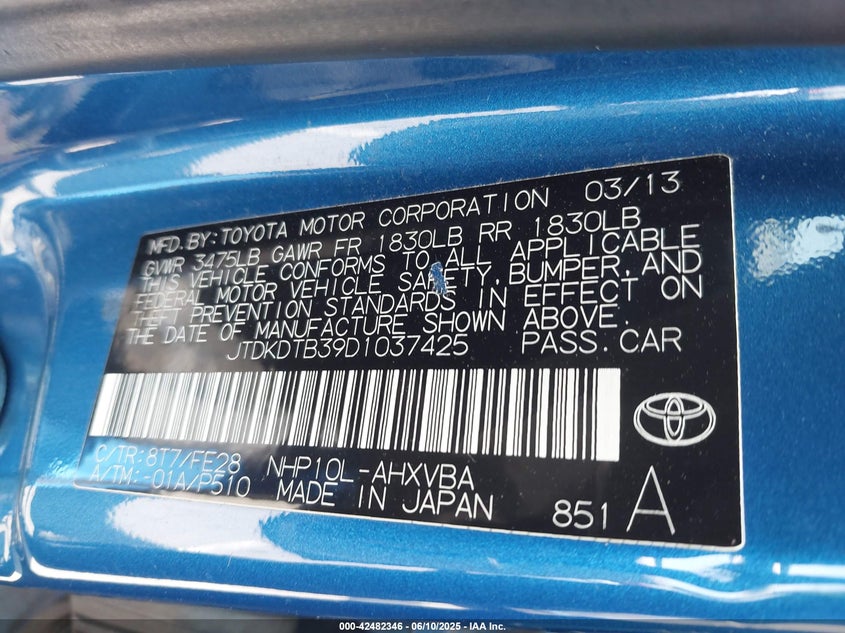 MFD.BY:TOYOTA MOTOR CORPORATION 03/13
GVWR 3475LB GAWR FR 1830LB RR 1830LB
THIS VEHICLE CONFORMS TO ALL APPLICABLE
FEDERAL MOTOR VEHICLE SAFETY,BUMPER,AND
THEFT PREVENTION STANDARDS IN EFFECT ON
THE DATE OF MANUFACTURE SHOWN ABOVE.
JTDKDTB39D1037425 PASS.CAR
C/TR:8T7/FE28 NHP10L-AHXVBA
A/TM:-01A/P510 MADE IN JAPAN
851 A
000-42482346 - 06/10/2025 - IAA Inc.